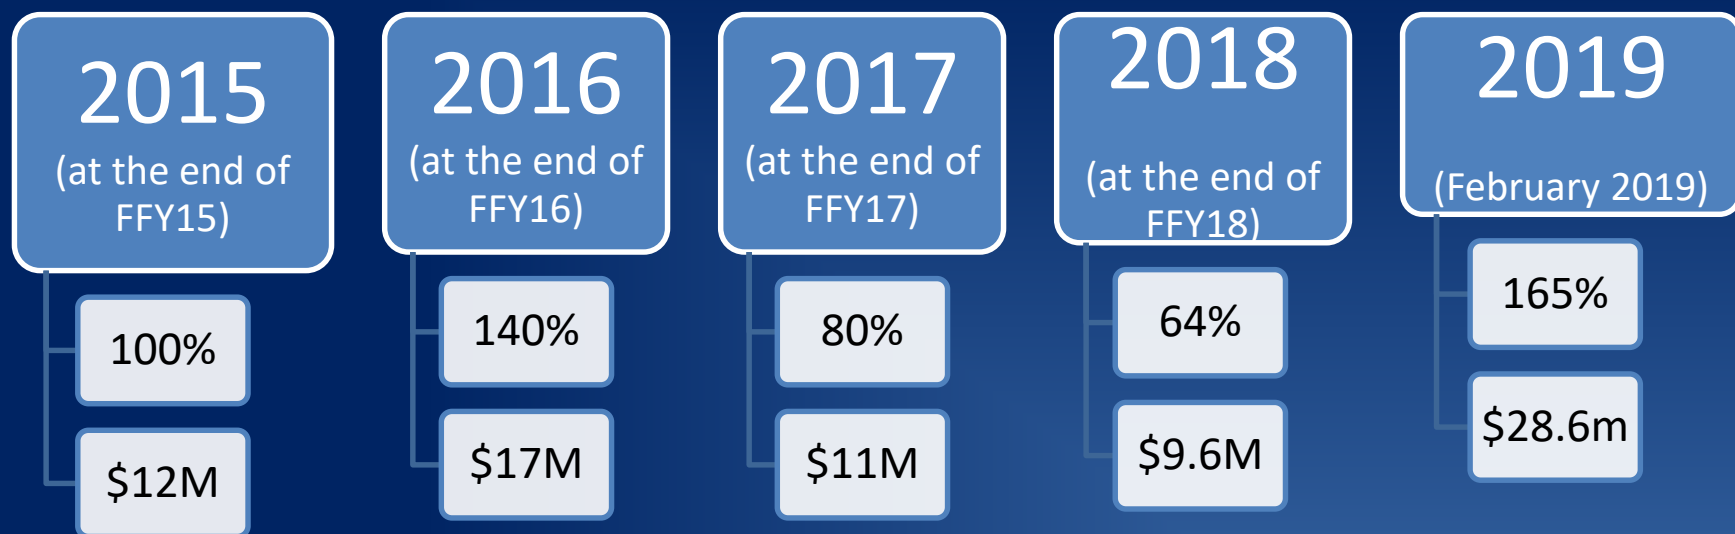 2015
(at the end of
FFY15)
100%
$12M
2016
(at the end of
FFY16)
140%
$17M
2017
(at the end of
FFY17)
80%
$11M
2018
(at the end of
FFY18)
64%
$9.6M
2019
(February 2019)
165%
$28.6m